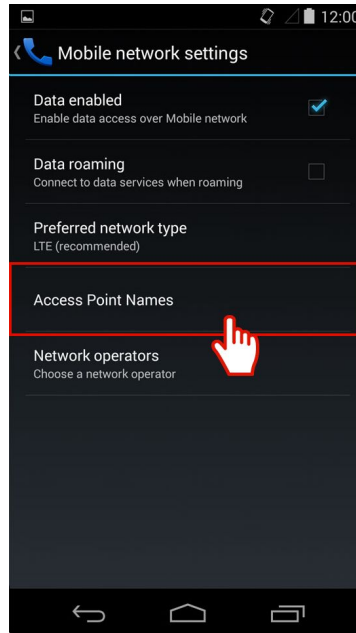 12:00
Mobile network settings
Data enabled
Enable data access over Mobile network
Data roaming
Connect to data services when roaming
Preferred network type
LTE (recommended)
Access Point Names
Network operators
Choose a network operator